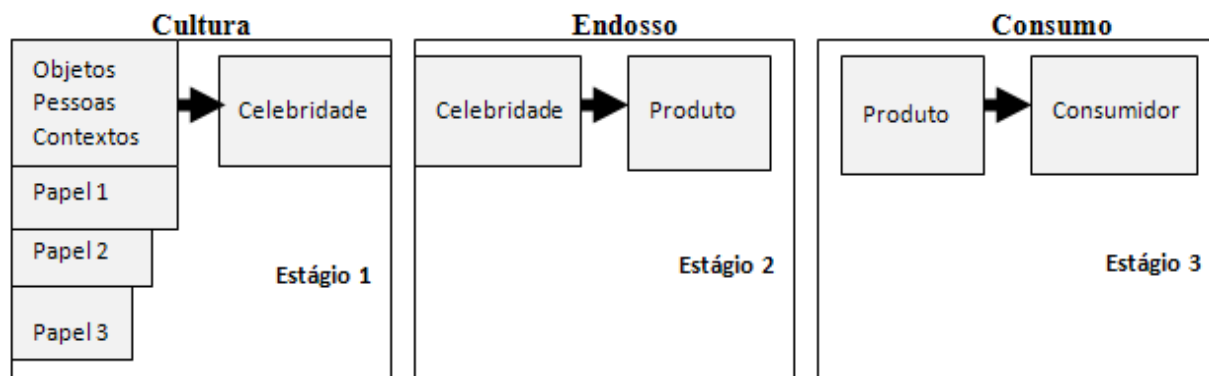 Cultura
Endosso
Consumo
Objetos
Pessoas
Contextos
Celebridade
Papel 1
Papel 2
Papel 3
Estágio 1
Celebridade
Produto
Estágio 2
Produto
Consumidor
Estágio 3